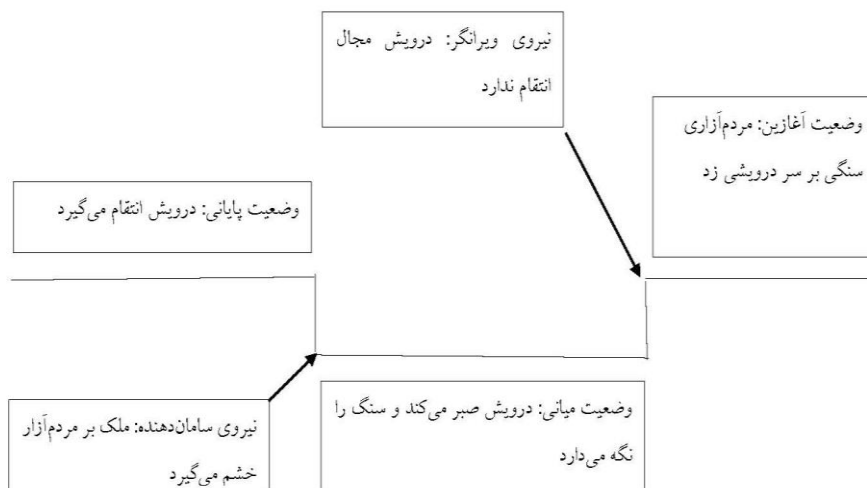 نیروی ویرانگر: درویش مجال
انتقام ندارد
وضعیت آغازین: مردم‌آزاری
سنگی بر سر درویشی زد
وضعیت پایانی: درویش انتقام می‌گیرد
وضعیت میانی: درویش صبر می‌کند و سنگ را
نگه می‌دارد
نیروی سامان‌دهنده: ملک بر مردم‌آزار
خشم می‌گیرد